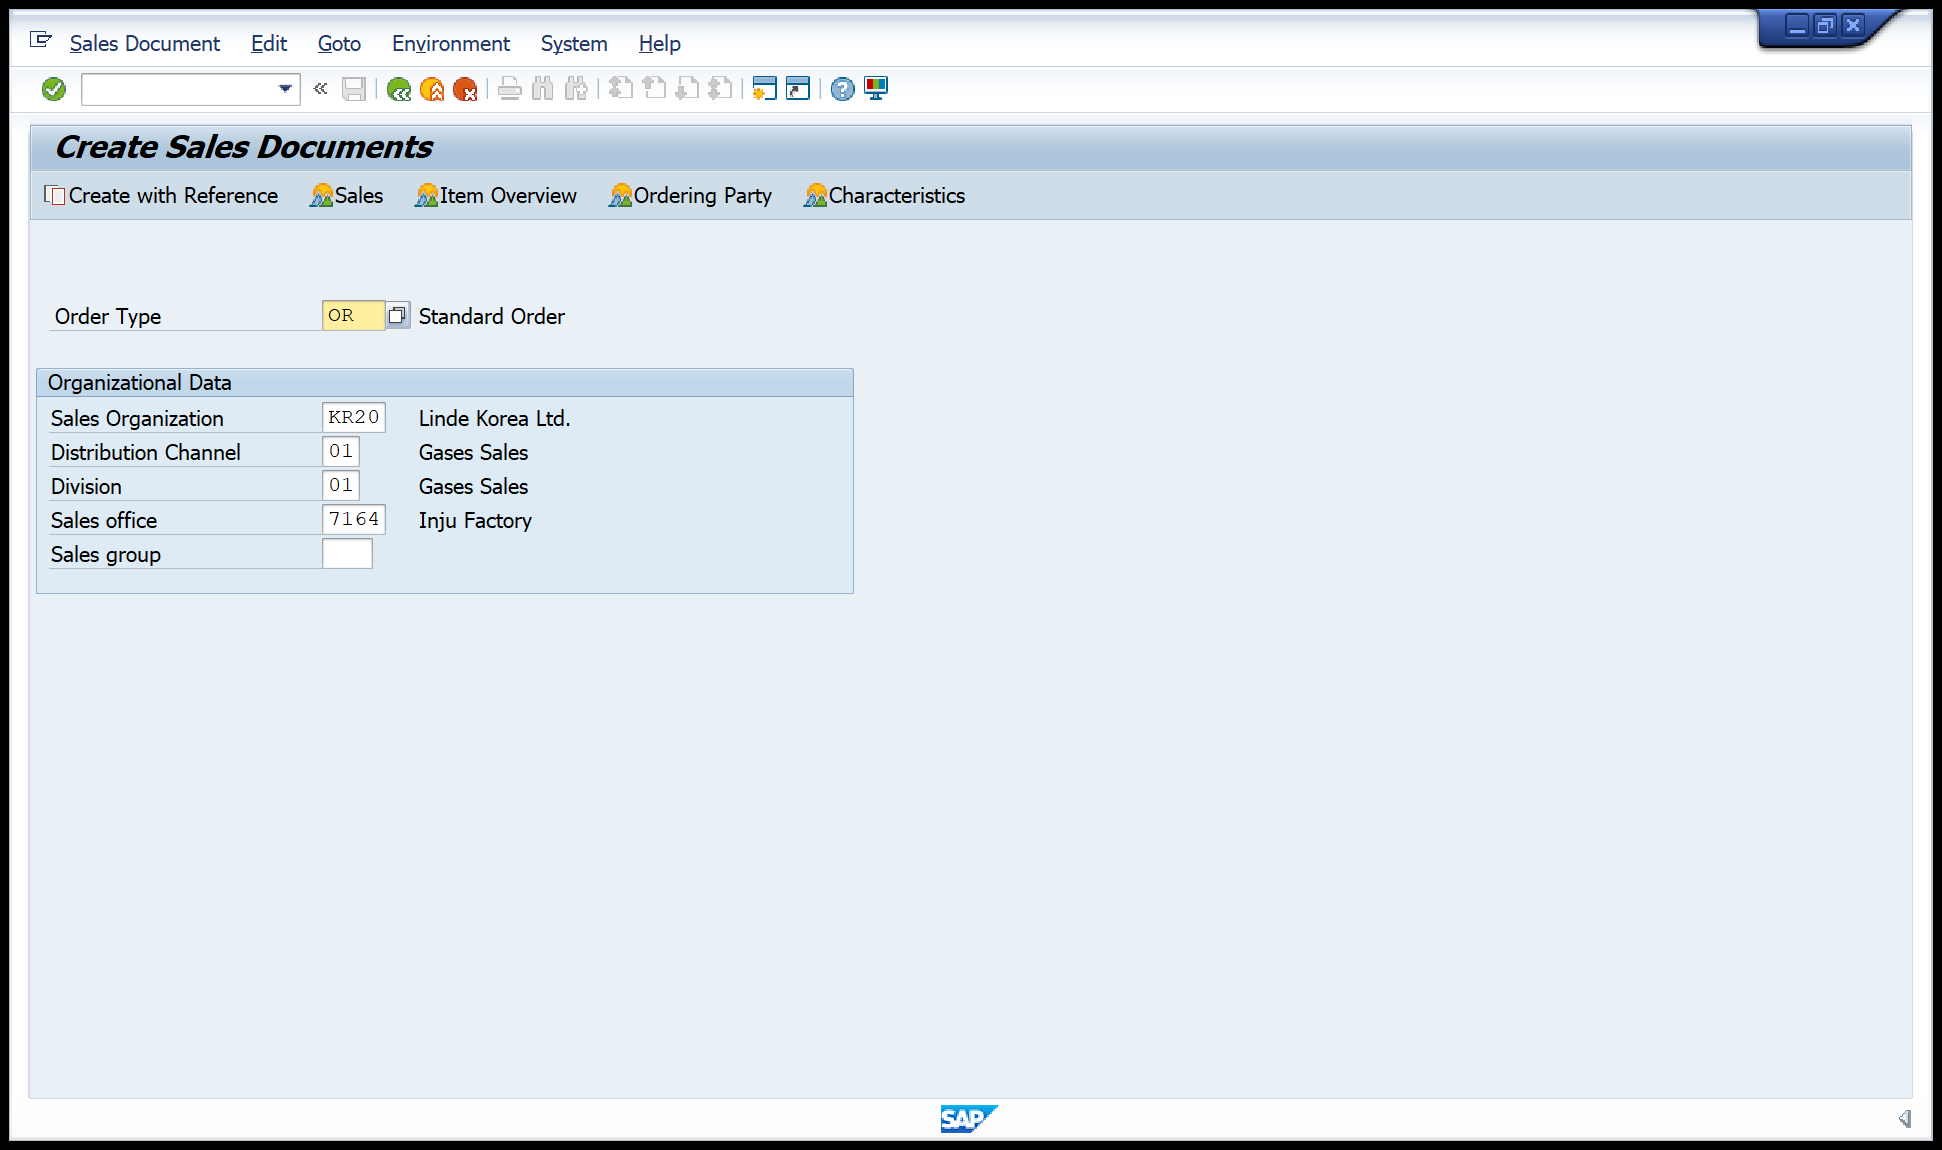 Sales Document Edit Goto Environment System Help
Create Sales Documents
Create with Reference Sales Item Overview Ordering Party Characteristics
Order Type OR Standard Order
Organizational Data
Sales Organization KR20 Linde Korea Ltd.
Distribution Channel 01 Gases Sales
Division 01 Gases Sales
Sales office 7164 Inju Factory
Sales group
SAP